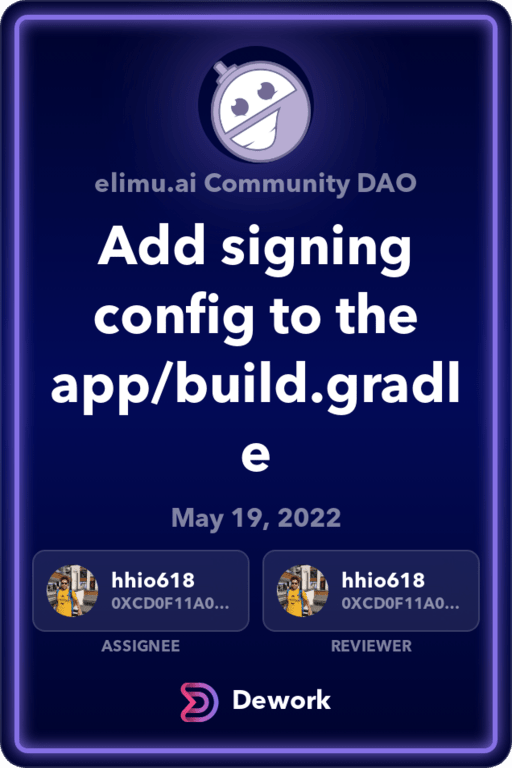 elimu.ai Community DAO
Add signing
config to the
app/build.gradl
e
May 19, 2022
hhio618
0XCD0F11A0...
hhio618
0XCD0F11A0...
ASSIGNEE
REVIEWER
Dework